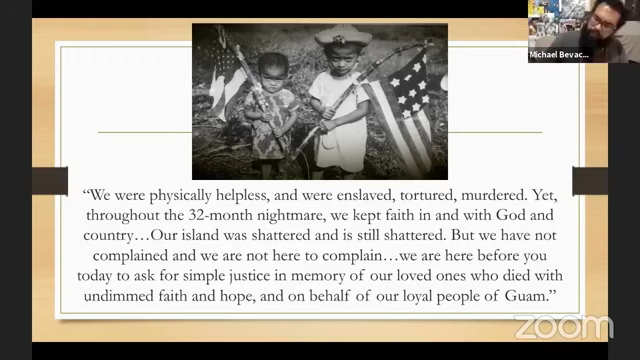 Michael Bevac...
“We were physically helpless, and were enslaved, tortured, murdered. Yet,
throughout the 32-month nightmare, we kept faith in and with God and
country…Our island was shattered and is still shattered. But we have not
complained and we are not here to complain…we are here before you
today to ask for simple justice in memory of our loved ones who died with
undimmed faith and hope, and on behalf of our loyal people of Guam.”
zoom